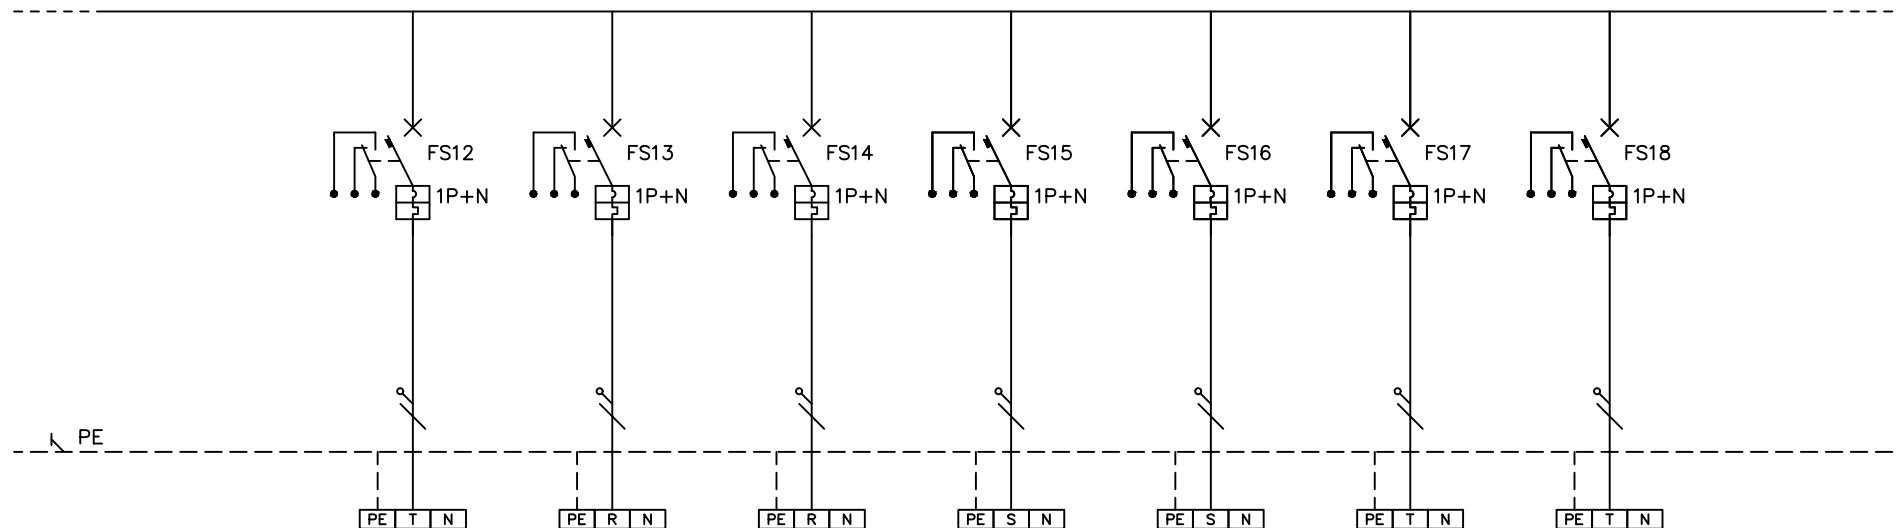 FS12 FS13 FS14 FS15 FS16 FS17 FS18
1P+N 1P+N 1P+N 1P+N 1P+N 1P+N 1P+N
PE
PE T N PE R N PE R N PE S N PE S N PE T N PE T N